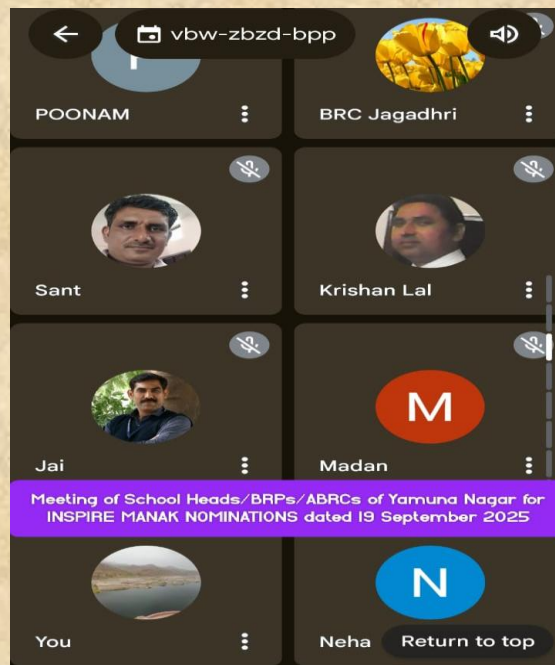 vbw-zbzd-bpp
POONAM
BRC Jagadhri
Sant
Krishan Lal
M
Jai
Madan
Meeting of School Heads/BRPs/ABRCs of Yamuna Nagar for
INSPIRE MANAK NOMINATIONS dated 19 September 2025
N
You
Neha
Return to top